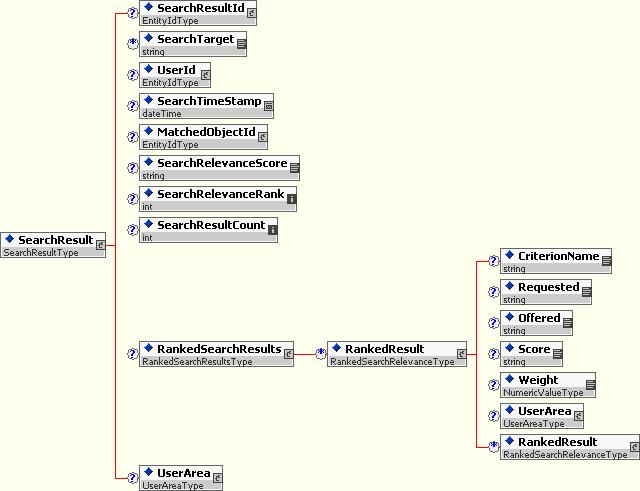 SearchResultId
EntityIdType
SearchTarget
string
UserId
EntityIdType
SearchTimeStamp
dateTime
MatchedObjectId
EntityIdType
SearchRelevanceScore
string
SearchRelevanceRank
int
SearchResultCount
int
SearchResult
SearchResultType
RankedSearchResults
RankedSearchResultsType
RankedResult
RankedSearchRelevanceType
CriterionName
string
Requested
string
Offered
string
Score
string
Weight
NumericValueType
UserArea
UserAreaType
RankedResult
RankedSearchRelevanceType
UserArea
UserAreaType